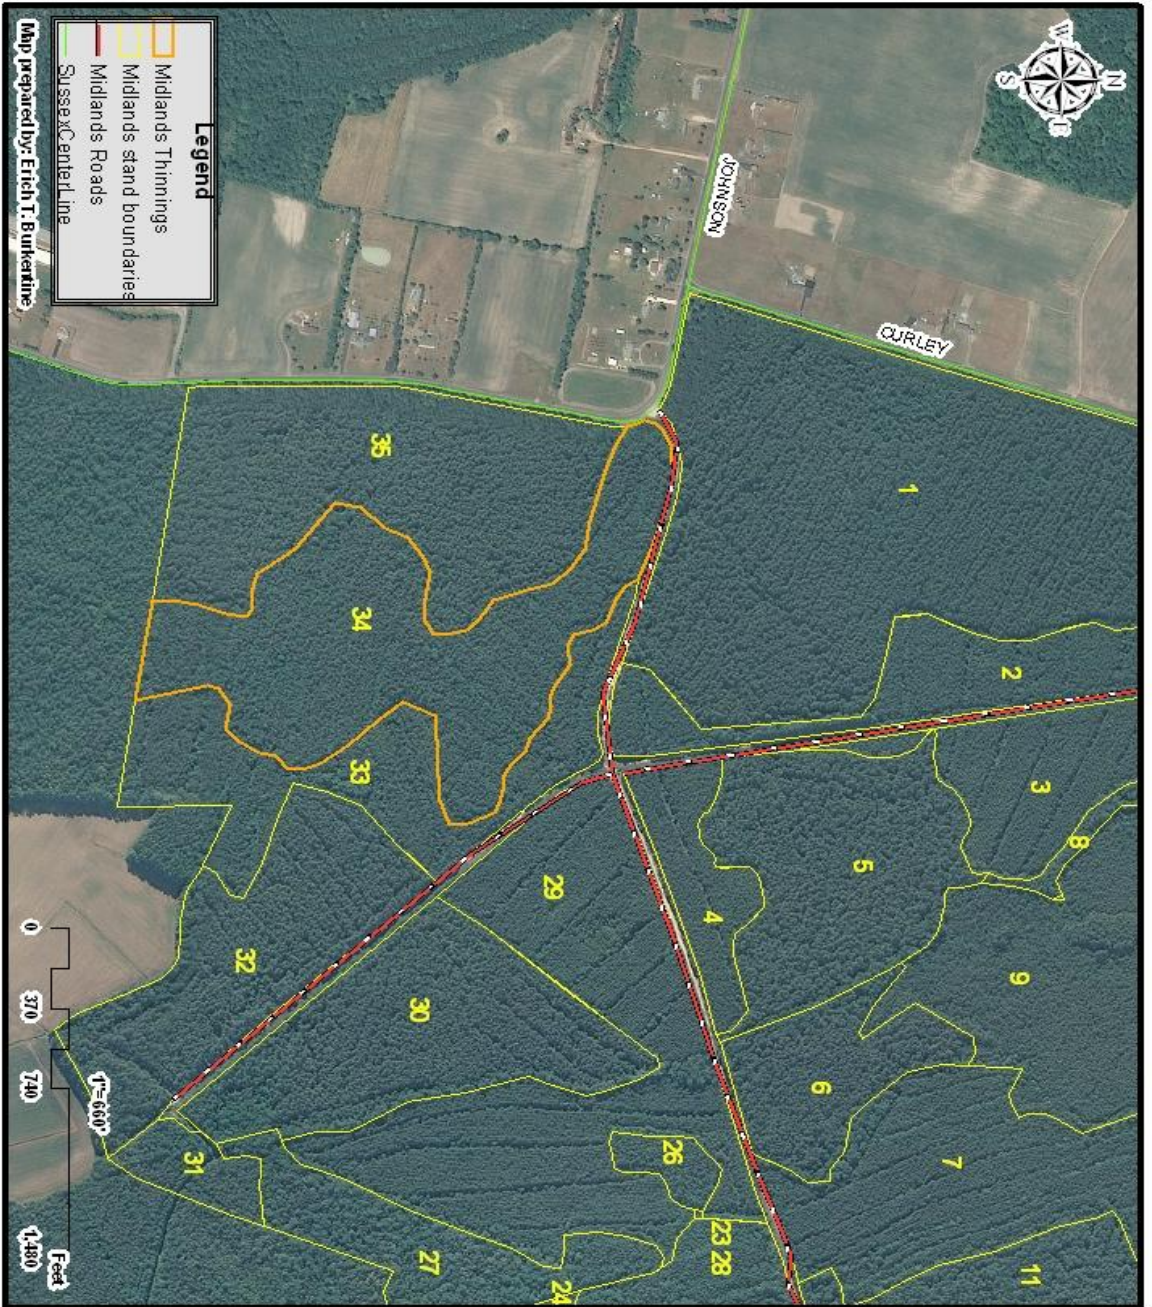 W
N
S
E
JOHNSON
CURLEY
Legend
Midlands Thinnings
Midlands stand boundaries
Midlands Roads
SussexCenterLine
Map prepared by: Erich T. Burkentine
1
2
3
8
5
4
9
35
34
33
29
30
32
6
7
26
31
23 28
27
24
11
0
370
740
1,480
Feet
1"=660'